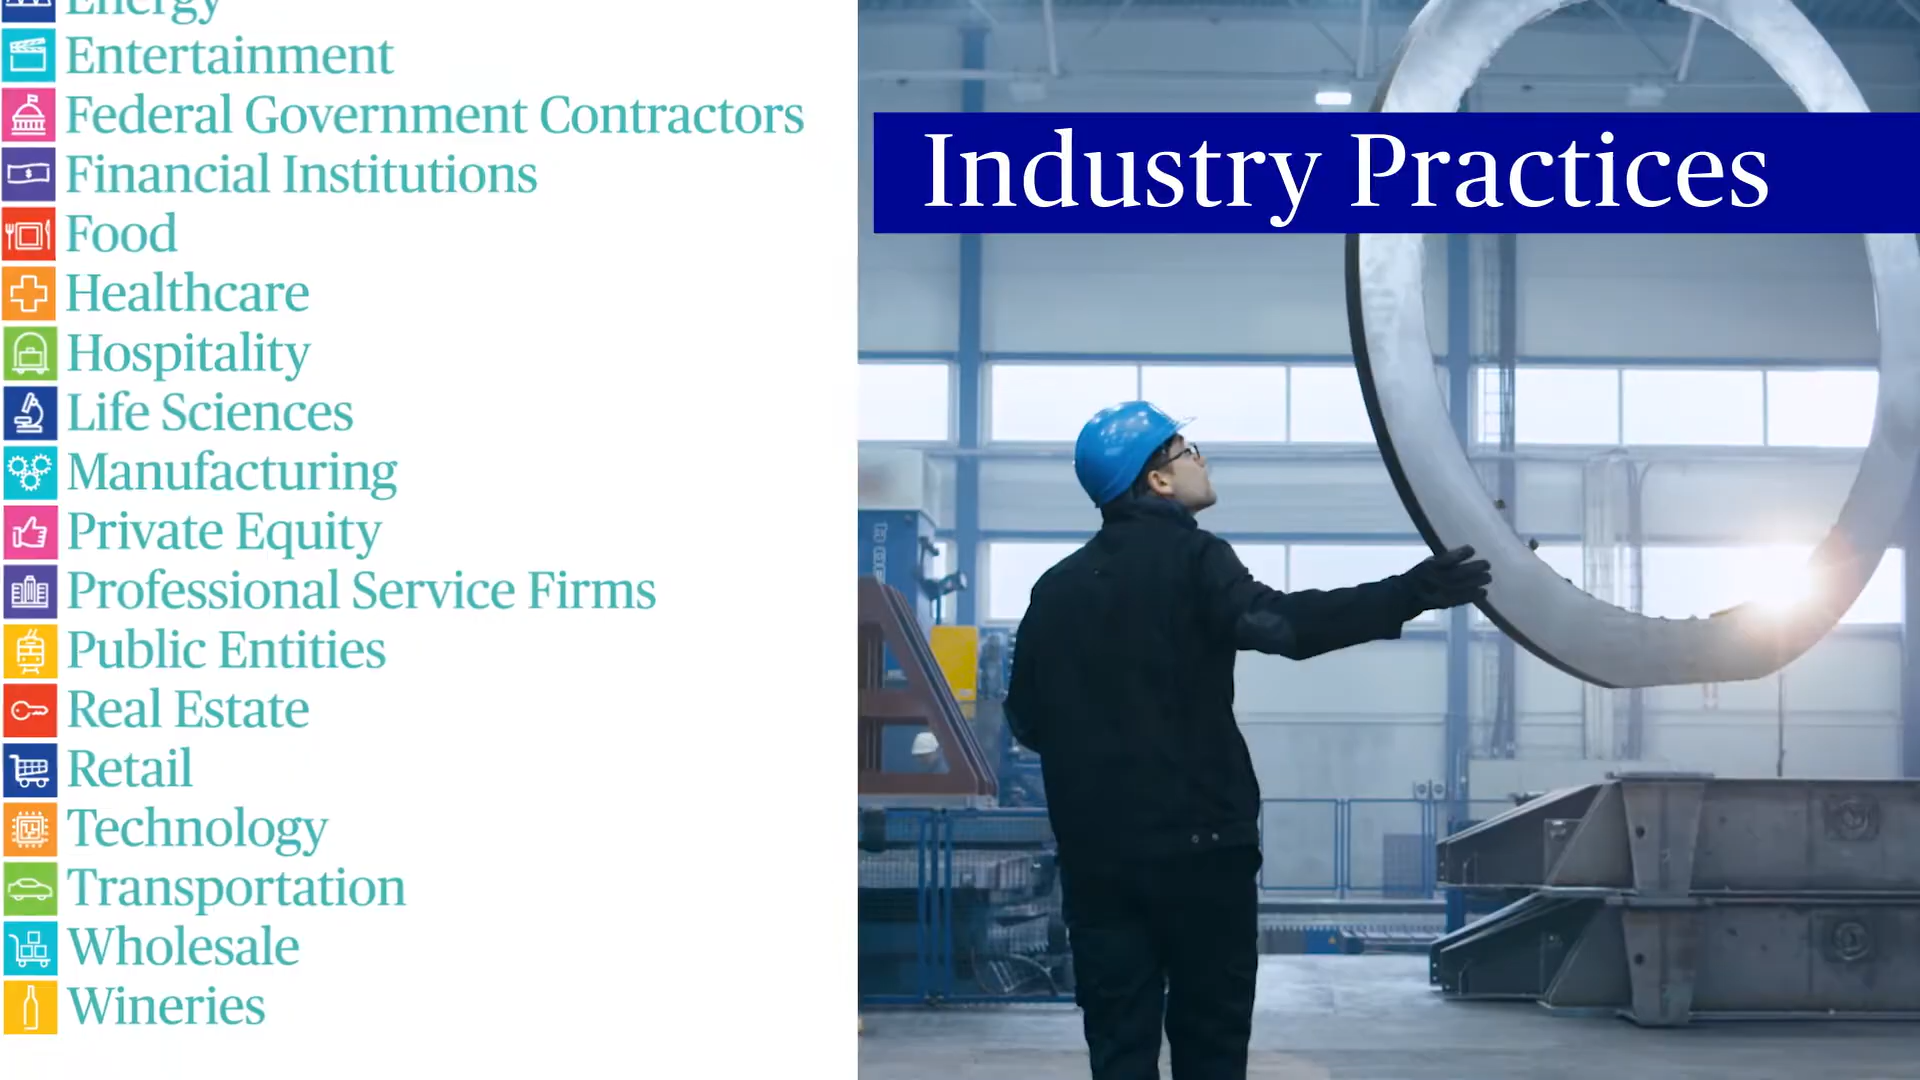 Energy
Entertainment
Federal Government Contractors
Financial Institutions
Food
Healthcare
Hospitality
Life Sciences
Manufacturing
Private Equity
Professional Service Firms
Public Entities
Real Estate
Retail
Technology
Transportation
Wholesale
Wineries
Industry Practices